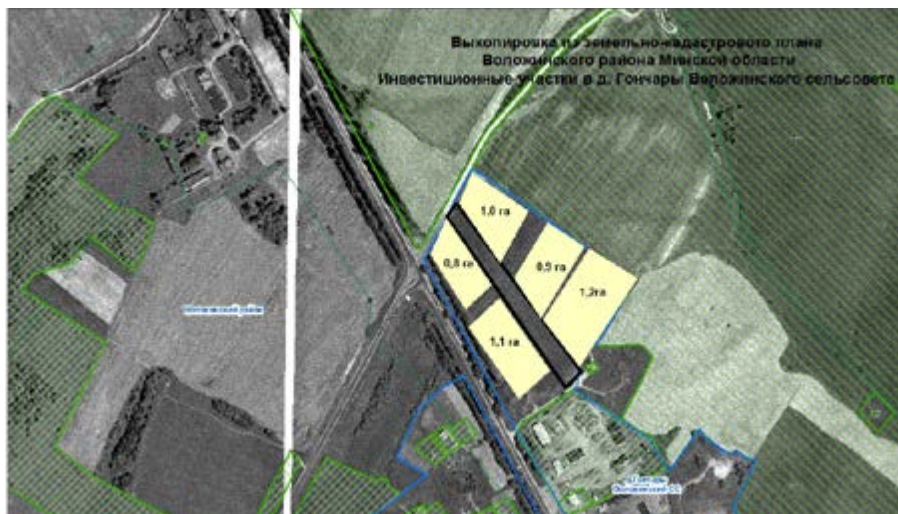 Выкопировка из земельно-кадастрового плана
Воложинского района Минской области
Инвестиционные участки в д. Гончары Воложинского сельсовета
1,0 га
0,8 га
0,9 га
1,2га
1,1 га